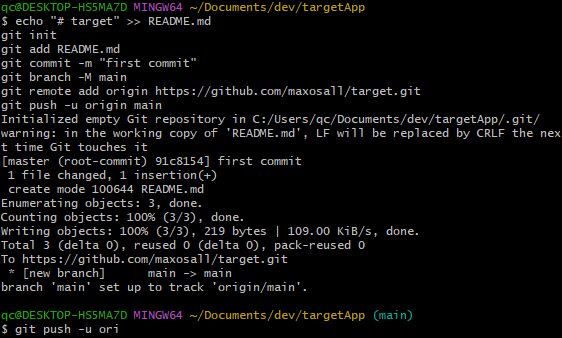 qc@DESKTOP-HS5MA7D MINGW64 ~/Documents/dev/targetApp
$ echo "# target" >> README.md
git init
git add README.md
git commit -m "first commit"
git branch -M main
git remote add origin https://github.com/maxosall/target.git
git push -u origin main
Initialized empty Git repository in C:/Users/qc/Documents/dev/targetApp/.git/
warning: in the working copy of 'README.md', LF will be replaced by CRLF the nex
t time Git touches it
[master (root-commit) 91c8154] first commit
 1 file changed, 1 insertion(+)
 create mode 100644 README.md
Enumerating objects: 3, done.
Counting objects: 100% (3/3), done.
Writing objects: 100% (3/3), 219 bytes | 109.00 KiB/s, done.
Total 3 (delta 0), reused 0 (delta 0), pack-reused 0
To https://github.com/maxosall/target.git
 * [new branch]      main -> main
branch 'main' set up to track 'origin/main'.
qc@DESKTOP-HS5MA7D MINGW64 ~/Documents/dev/targetApp (main)
$ git push -u ori